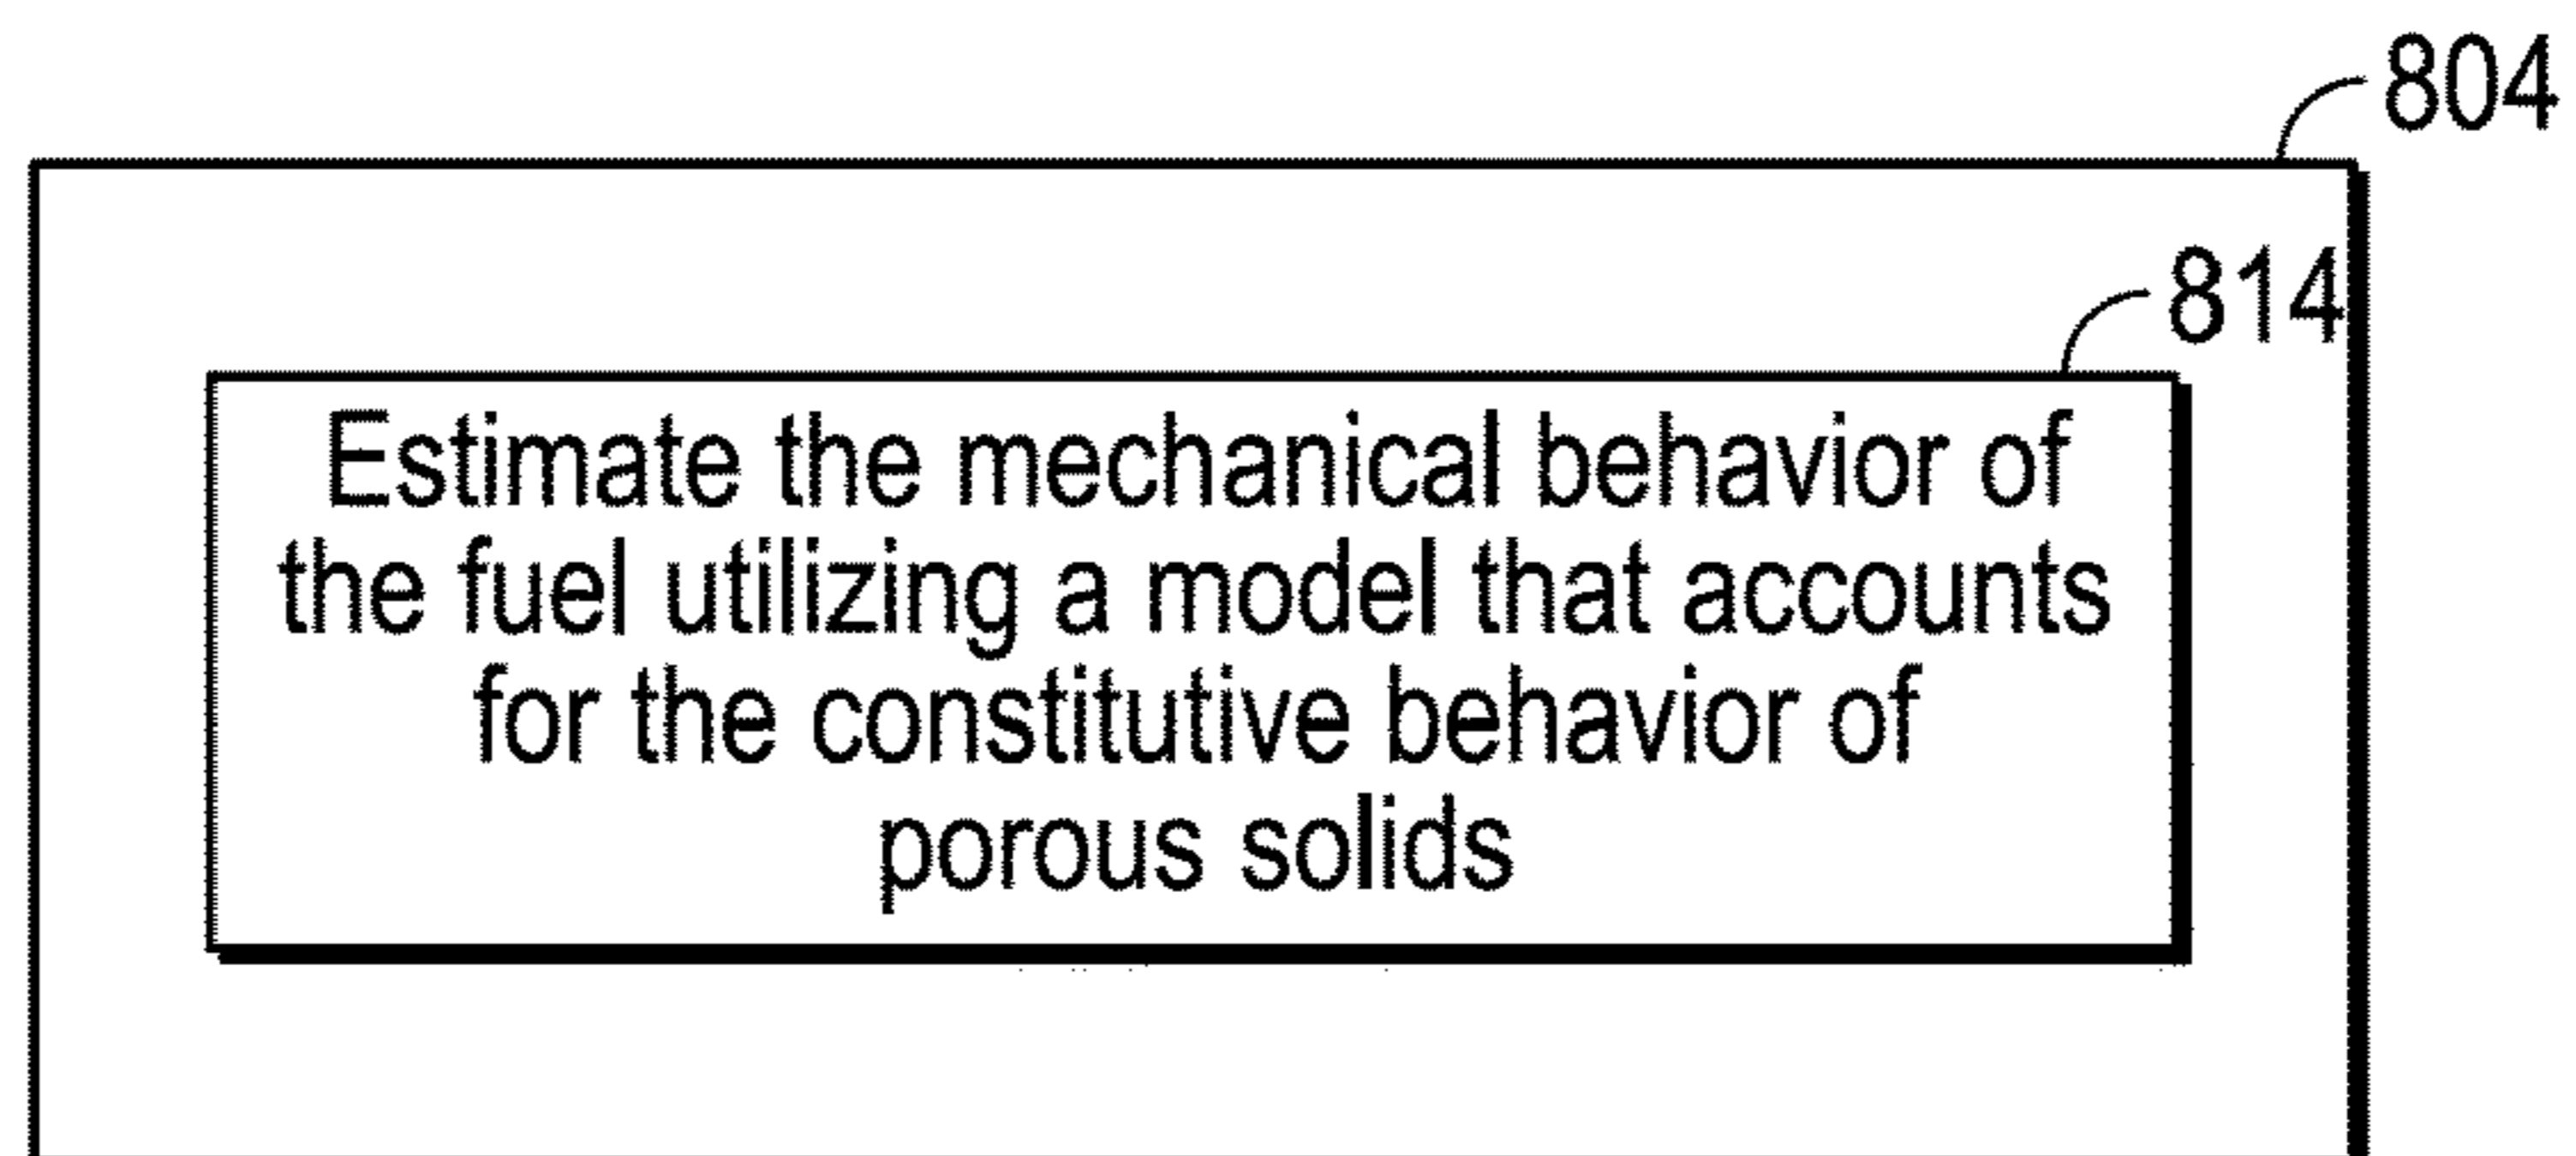 804
814
Estimate the mechanical behavior of
the fuel utilizing a model that accounts
for the constitutive behavior of
porous solids